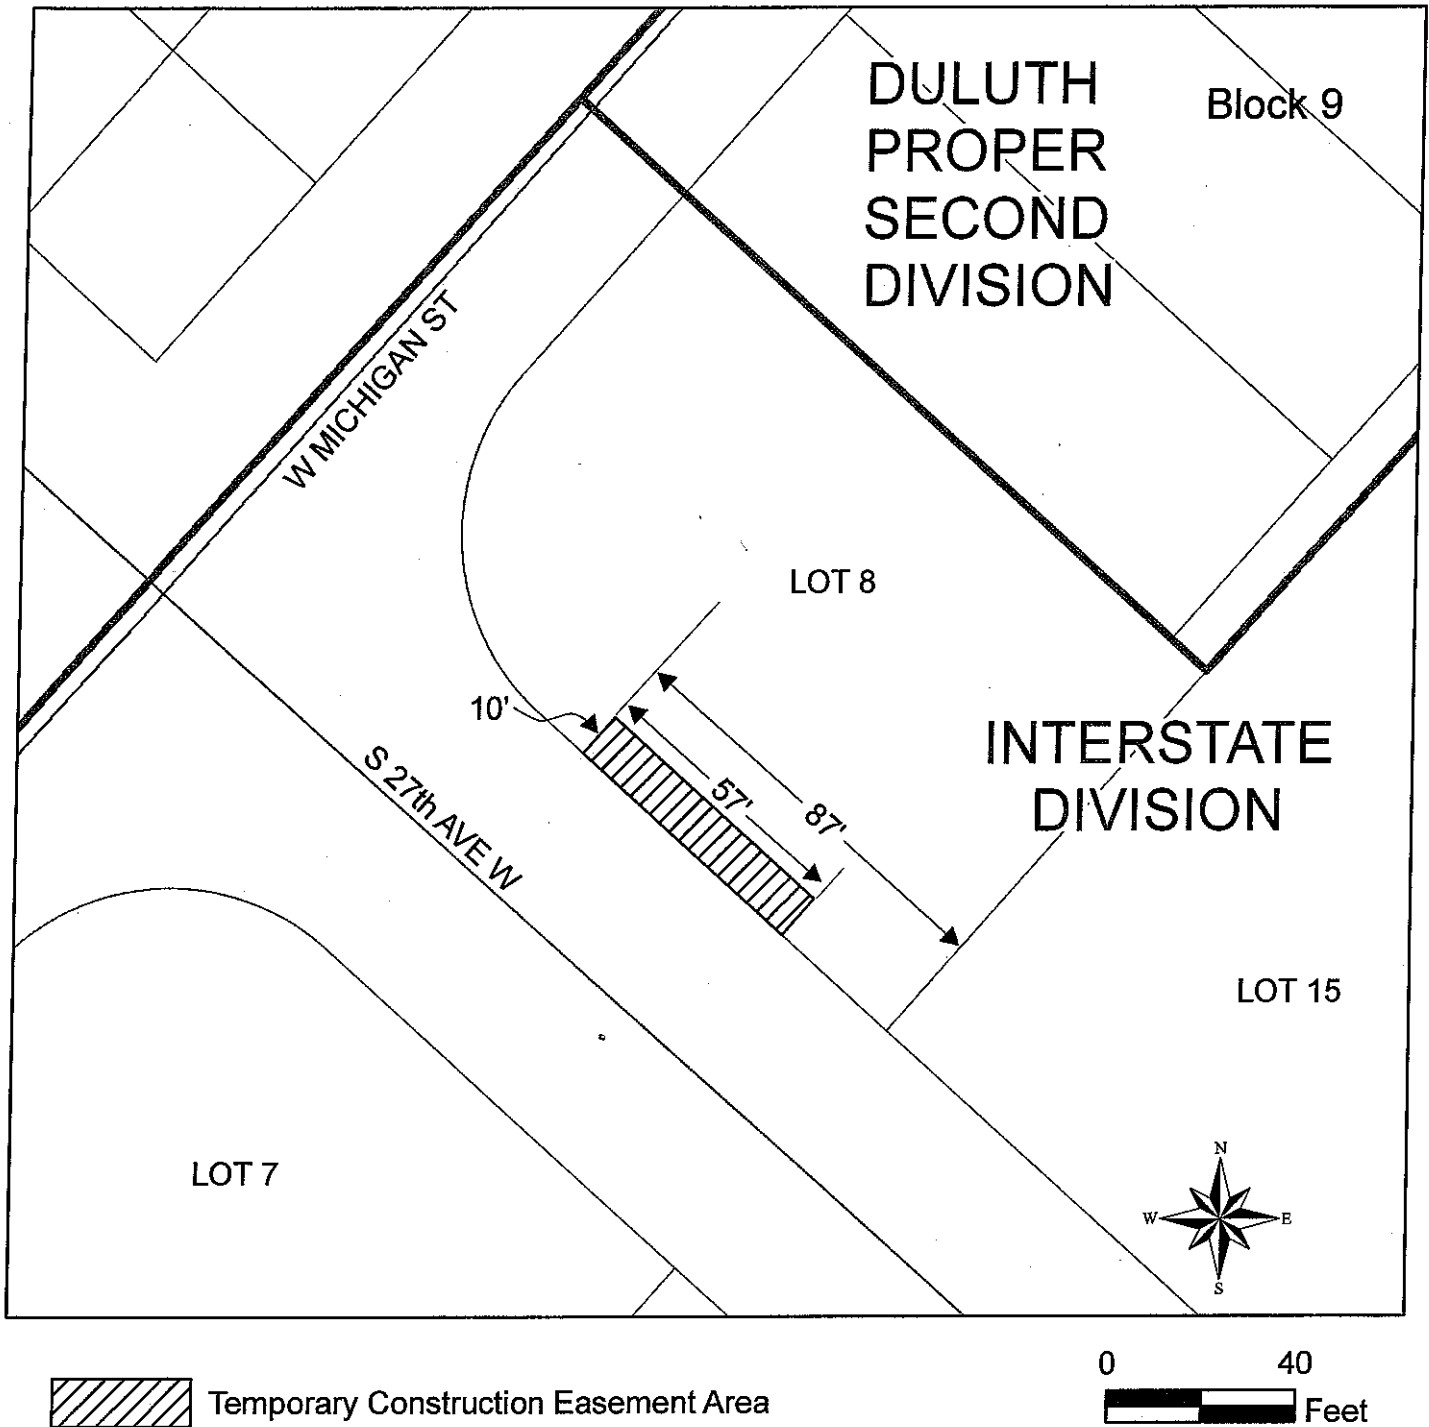 DULUTH
PROPER
SECOND
DIVISION
Block 9
W MICHIGAN ST
LOT 8
10'
57'
87'
S 27th AVE W
INTERSTATE
DIVISION
LOT 15
LOT 7
N
W
E
S
0 40
Feet
Temporary Construction Easement Area